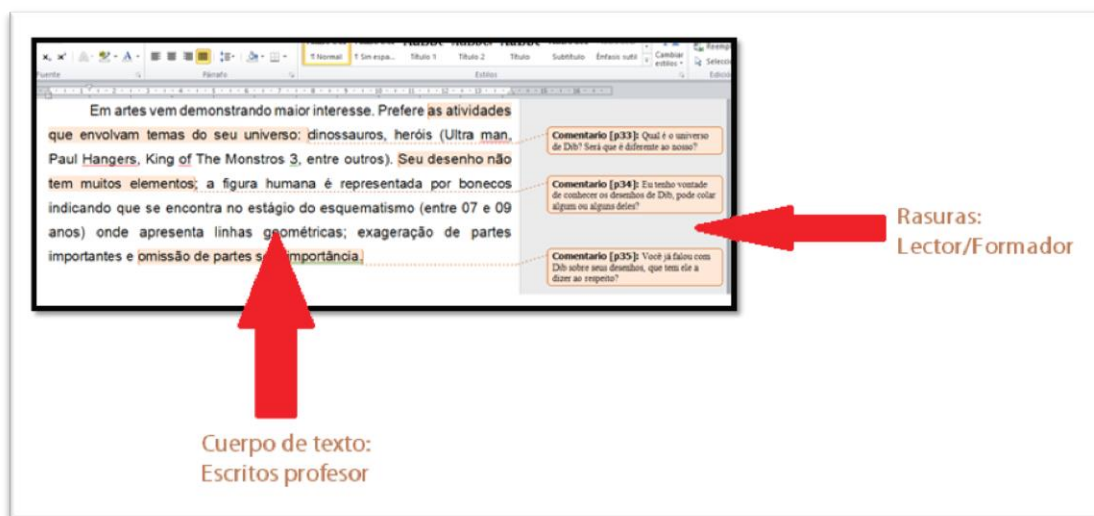 Reemp
¶ Normal ¶ Sin espa... Título 1 Título 2 Título Subtítulo Énfasis sutil Cambiar estilos Selecci
Fuente Párrafo Estilos Edició
Em artes vem demonstrando maior interesse. Prefere as atividades
que envolvam temas do seu universo: dinossauros, heróis (Ultra man,
Paul Hangers, King of The Monstros 3, entre outros). Seu desenho não
tem muitos elementos; a figura humana é representada por bonecos
indicando que se encontra no estágio do esquematismo (entre 07 e 09
anos) onde apresenta linhas geométricas; exageração de partes
importantes e omissão de partes importância.
Comentario [p33]: Qual é o universo
de Dib? Será que é diferente ao nosso?
Comentario [p34]: Eu tenho vontade
de conhecer os desenhos de Dib, pode colar
algum ou alguns deles?
Comentario [p35]: Você já falou com
Dib sobre seus desenhos, que tem ele a
dizer ao respeito?
Rasuras:
Lector/Formador
Cuerpo de texto:
Escritos profesor